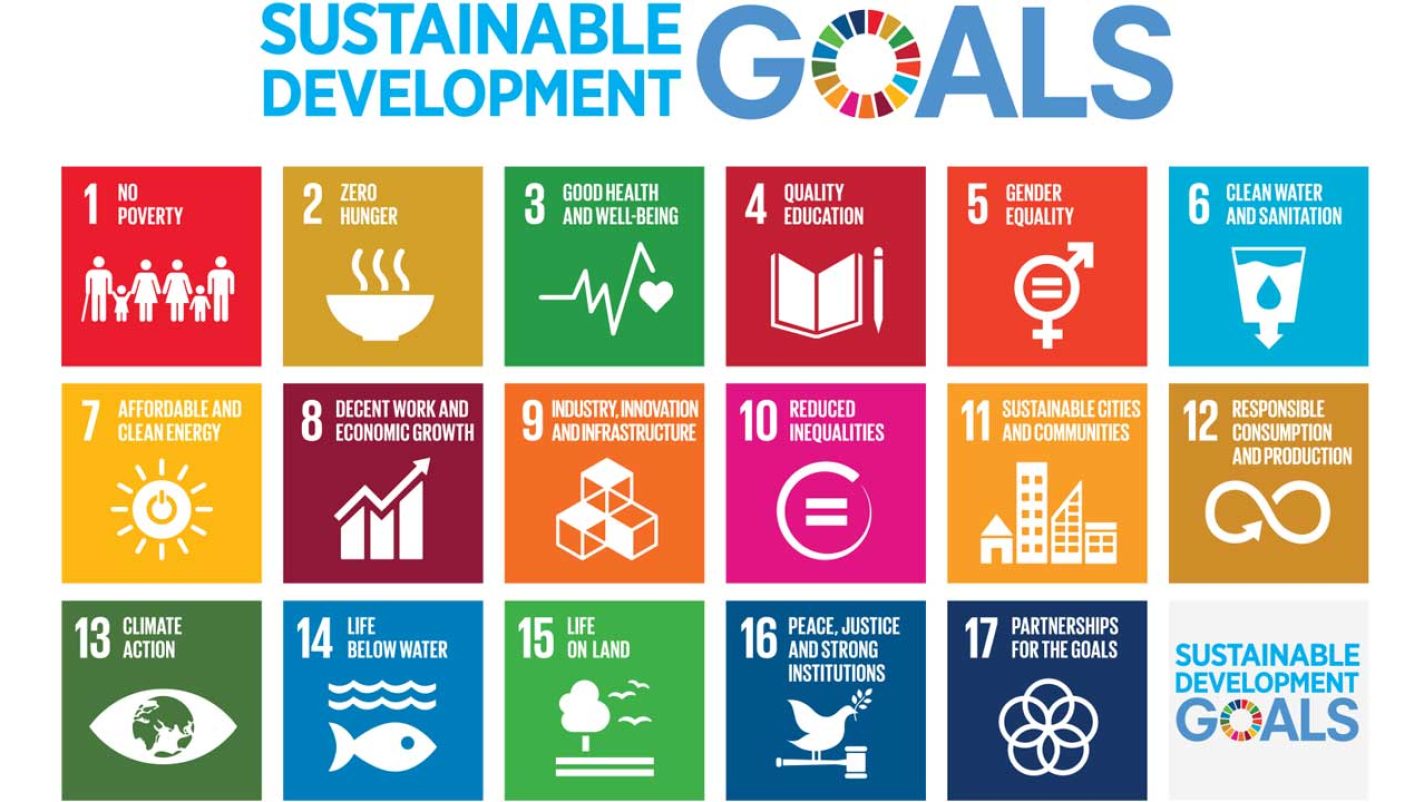 SUSTAINABLE
DEVELOPMENT
GOALS
1 NO
POVERTY
2 ZERO
HUNGER
3 GOOD HEALTH
AND WELL-BEING
4 QUALITY
EDUCATION
5 GENDER
EQUALITY
6 CLEAN WATER
AND SANITATION
7 AFFORDABLE AND
CLEAN ENERGY
8 DECENT WORK AND
ECONOMIC GROWTH
9 INDUSTRY, INNOVATION
AND INFRASTRUCTURE
10 REDUCED
INEQUALITIES
11 SUSTAINABLE CITIES
AND COMMUNITIES
12 RESPONSIBLE
CONSUMPTION
AND PRODUCTION
13 CLIMATE
ACTION
14 LIFE
BELOW WATER
15 LIFE
ON LAND
16 PEACE, JUSTICE
AND STRONG
INSTITUTIONS
17 PARTNERSHIPS
FOR THE GOALS
SUSTAINABLE
DEVELOPMENT
GOALS